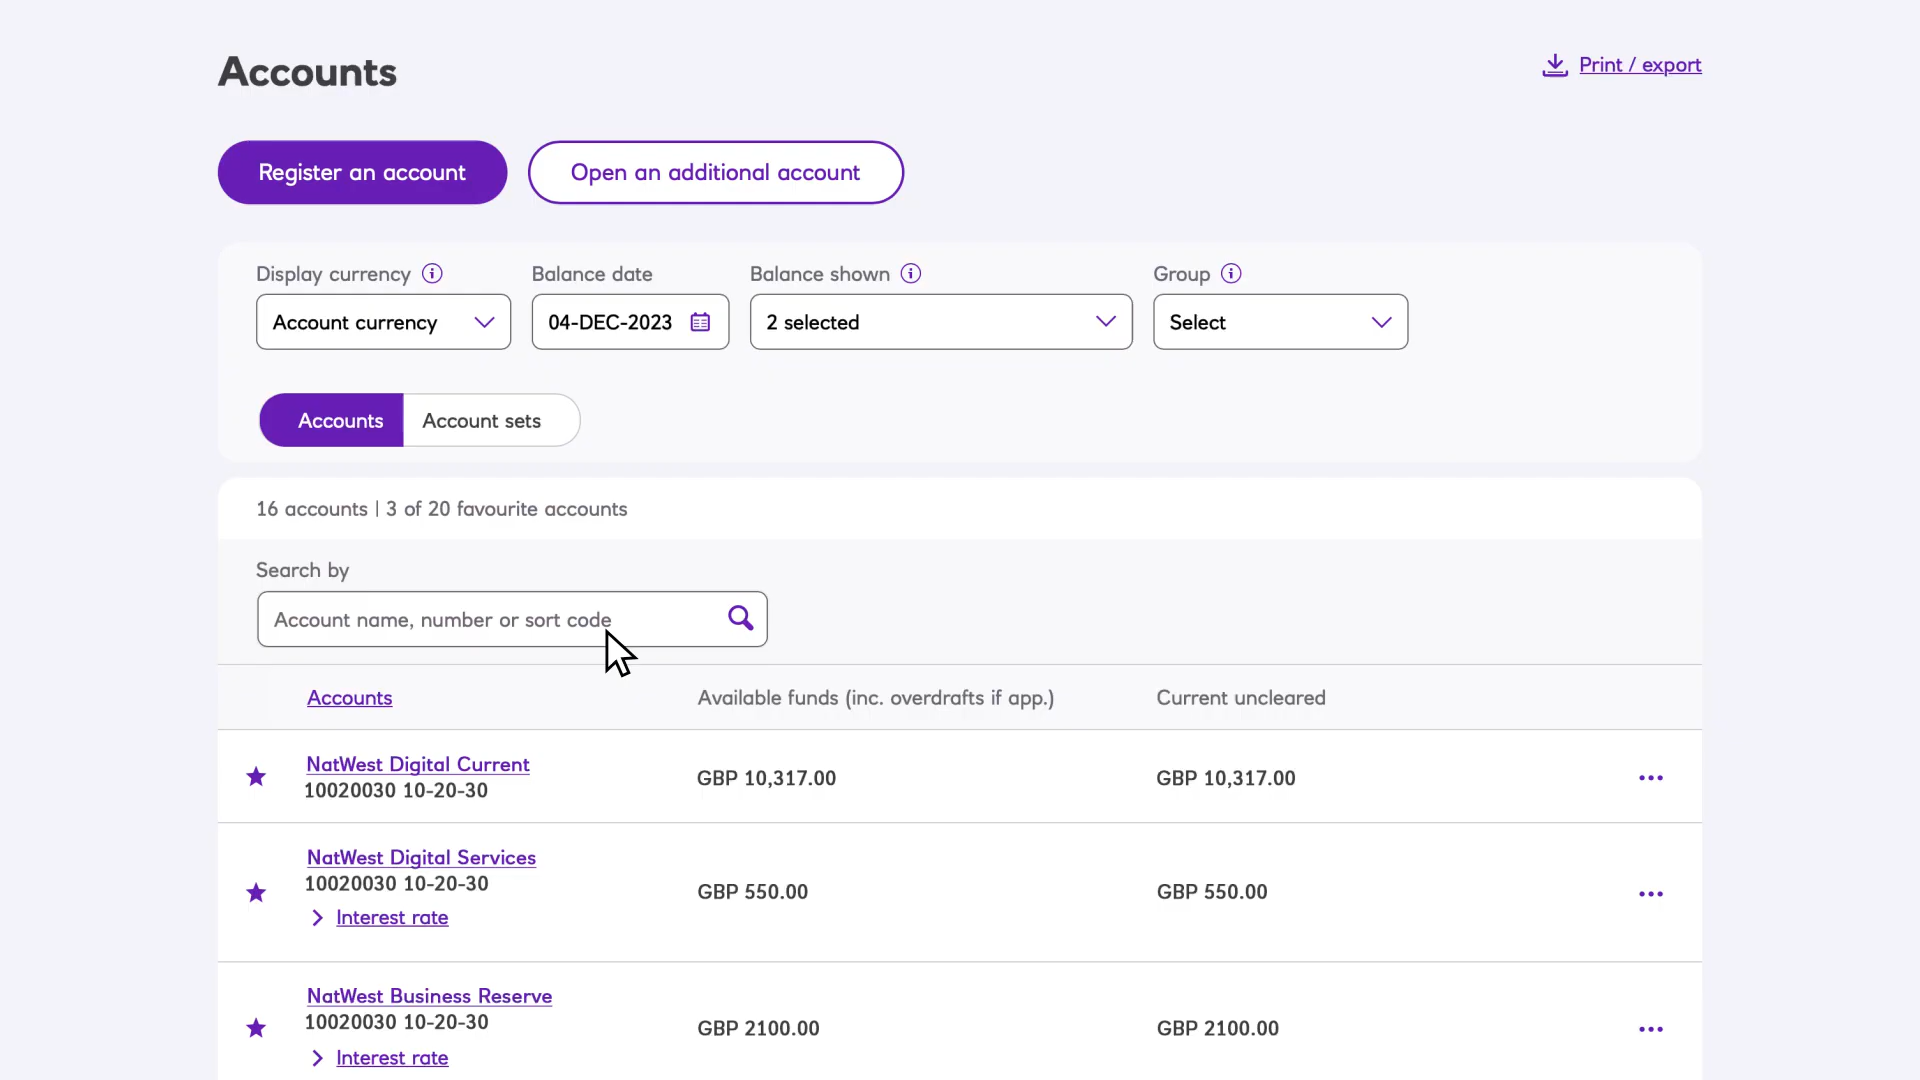 Accounts
Print / export
Register an account
Open an additional account
Display currency
Balance date
Balance shown
Group
Account currency
04-DEC-2023
2 selected
Select
Accounts
Account sets
16 accounts | 3 of 20 favourite accounts
Search by
Account name, number or sort code
Accounts
Available funds (inc. overdrafts if app.)
Current uncleared
NatWest Digital Current
10020030 10-20-30
GBP 10,317.00
GBP 10,317.00
NatWest Digital Services
10020030 10-20-30
Interest rate
GBP 550.00
GBP 550.00
NatWest Business Reserve
10020030 10-20-30
Interest rate
GBP 2100.00
GBP 2100.00